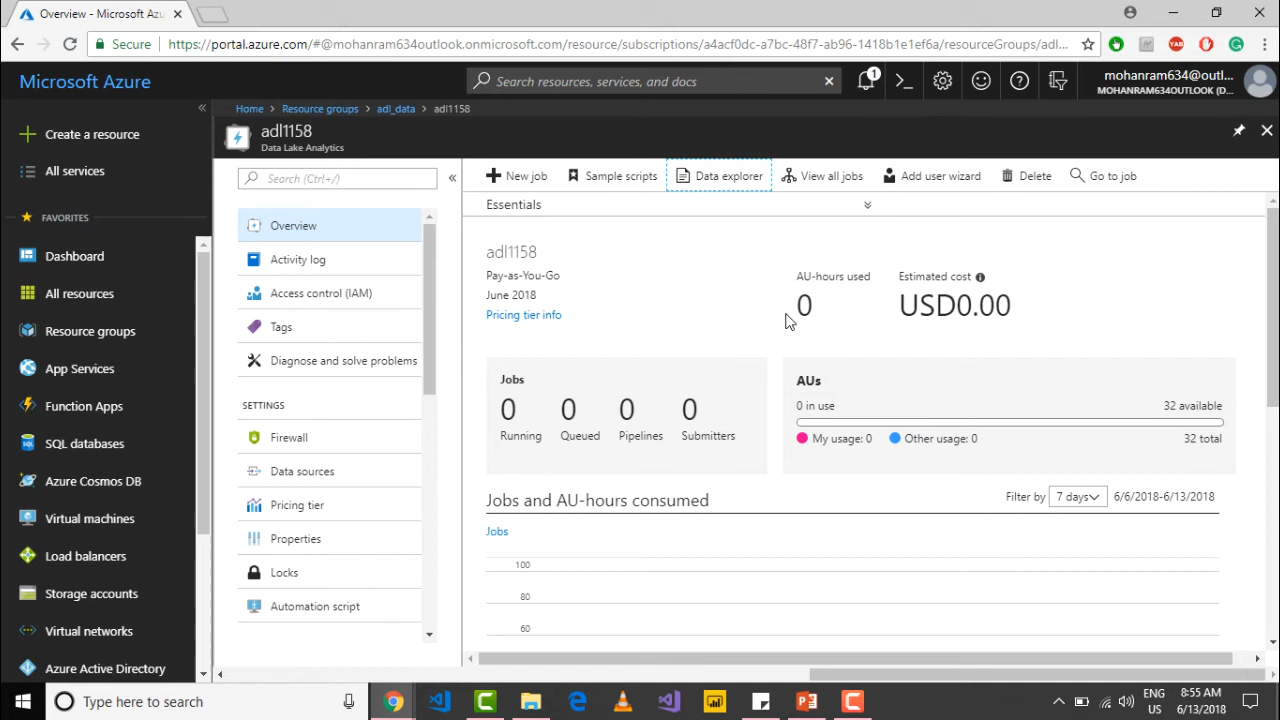 Overview - Microsoft Azu
Secure
https://portal.azure.com/#@mohanram634outlook.onmicrosoft.com/resource/subscriptions/a4acf0dc-a7bc-48f7-ab96-1418b1e1ef6a/resourceGroups/adl
YAB
Microsoft Azure
Search resources, services, and docs
1
mohanram634@outl...
MOHANRAM634OUTLOOK (D...
Home
Resource groups
adl_data
adl1158
adl1158
Data Lake Analytics
Create a resource
All services
FAVORITES
Dashboard
All resources
Resource groups
App Services
Function Apps
SQL databases
Azure Cosmos DB
Virtual machines
Load balancers
Storage accounts
Virtual networks
Azure Active Directory
Search (Ctrl+/)
Overview
Activity log
Access control (IAM)
Tags
Diagnose and solve problems
SETTINGS
Firewall
Data sources
Pricing tier
Properties
Locks
Automation script
New job
Sample scripts
Data explorer
View all jobs
Add user wizard
Delete
Go to job
Essentials
adl1158
Pay-as-You-Go
June 2018
Pricing tier info
AU-hours used
0
Estimated cost
USD0.00
Jobs
0 0 0 0
Running Queued Pipelines Submitters
AUs
0 in use 32 available
My usage: 0 Other usage: 0 32 total
Jobs and AU-hours consumed
Filter by 7 days 6/6/2018-6/13/2018
Jobs
100
80
60
Type here to search
ENG
US
8:55 AM
6/13/2018